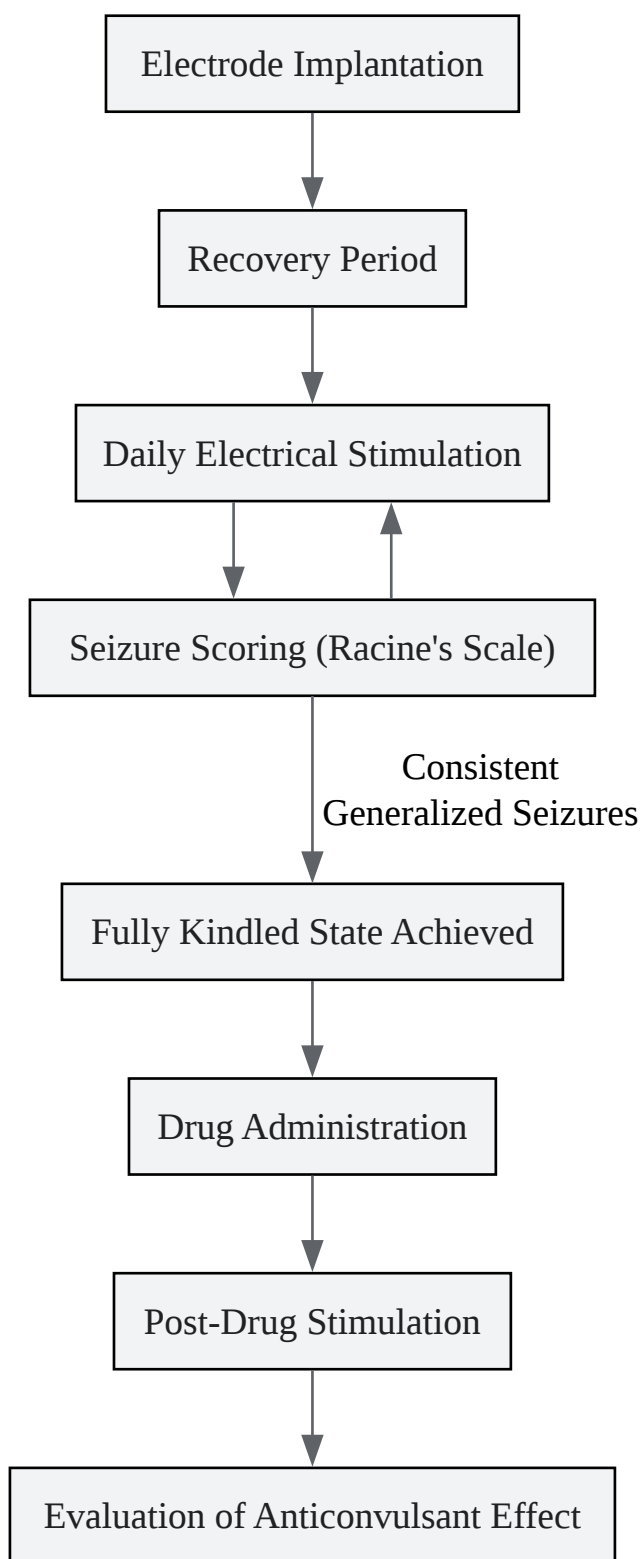 Electrode Implantation
Recovery Period
Daily Electrical Stimulation
Seizure Scoring (Racine's Scale)
Consistent
Generalized Seizures
Fully Kindled State Achieved
Drug Administration
Post-Drug Stimulation
Evaluation of Anticonvulsant Effect